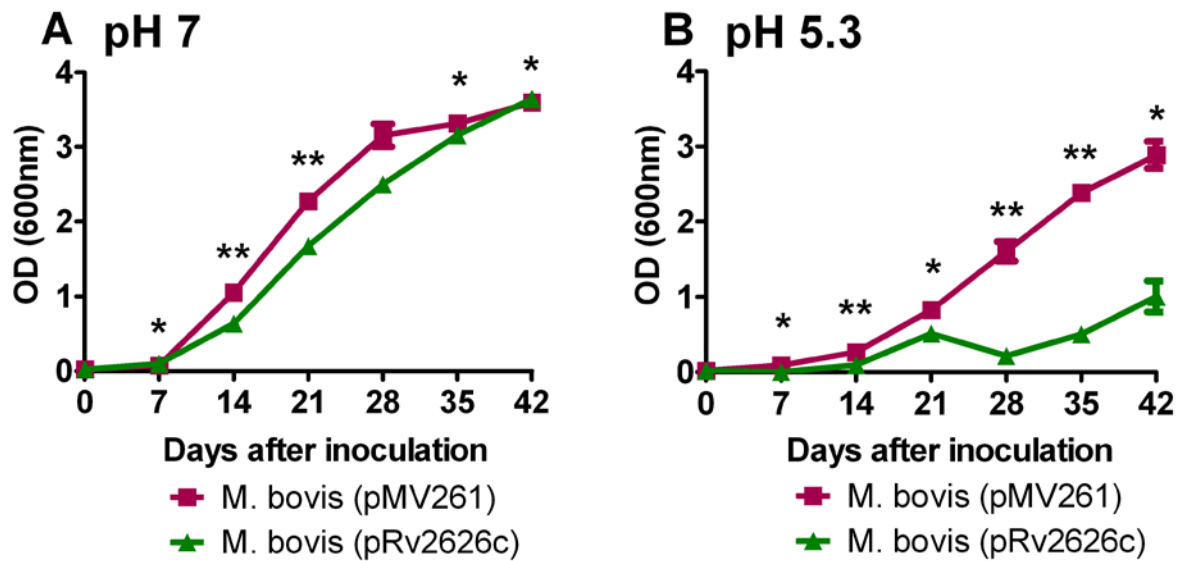 A pH 7
4
3
2
1
0
OD (600nm)
* ** ** * *
0 7 14 21 28 35 42
Days after inoculation
M. bovis (pMV261)
M. bovis (pRv2626c)
B pH 5.3
4
3
2
1
0
OD (600nm)
* ** * ** ** *
0 7 14 21 28 35 42
Days after inoculation
M. bovis (pMV261)
M. bovis (pRv2626c)